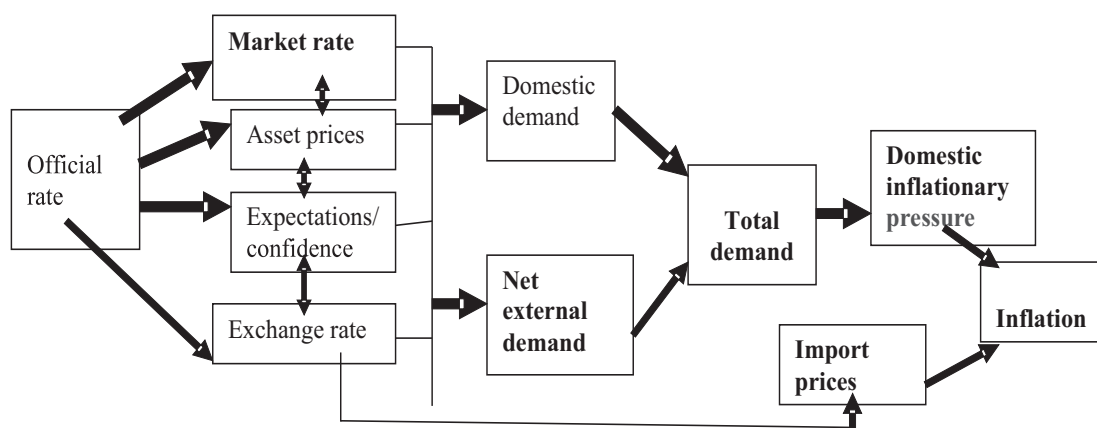 Official
rate
Market rate
Asset prices
Expectations/
confidence
Exchange rate
Domestic
demand
Net
external
demand
Total
demand
Domestic
inflationary
pressure
Import
prices
Inflation